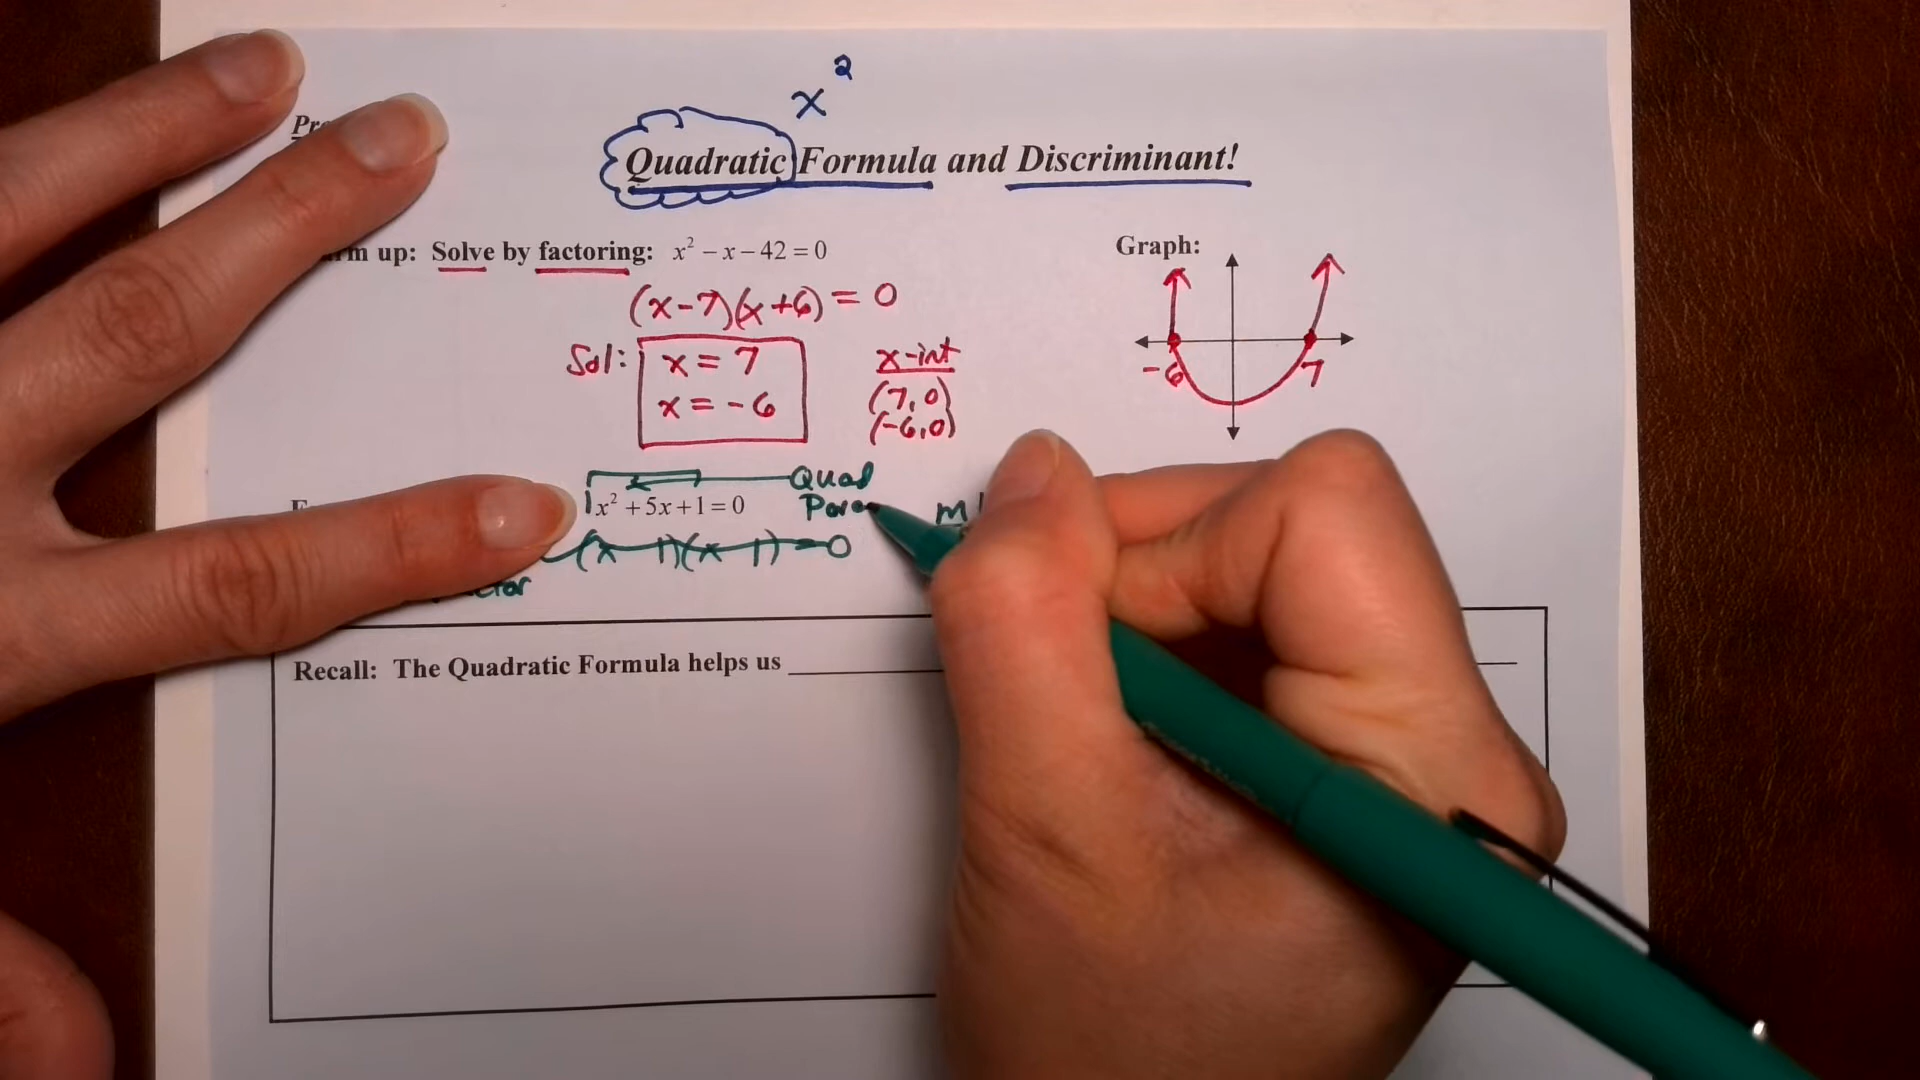 x²
Quadratic Formula and Discriminant!
up: Solve by factoring: x² – x – 42 = 0
Graph:
(x-7)(x+6) = 0
Sol: x = 7
x = -6
x-int
(7,0)
(-6,0)
-6 7
Quad
1x² + 5x + 1 = 0
(x 1)(x 1) = 0
Recall: The Quadratic Formula helps us